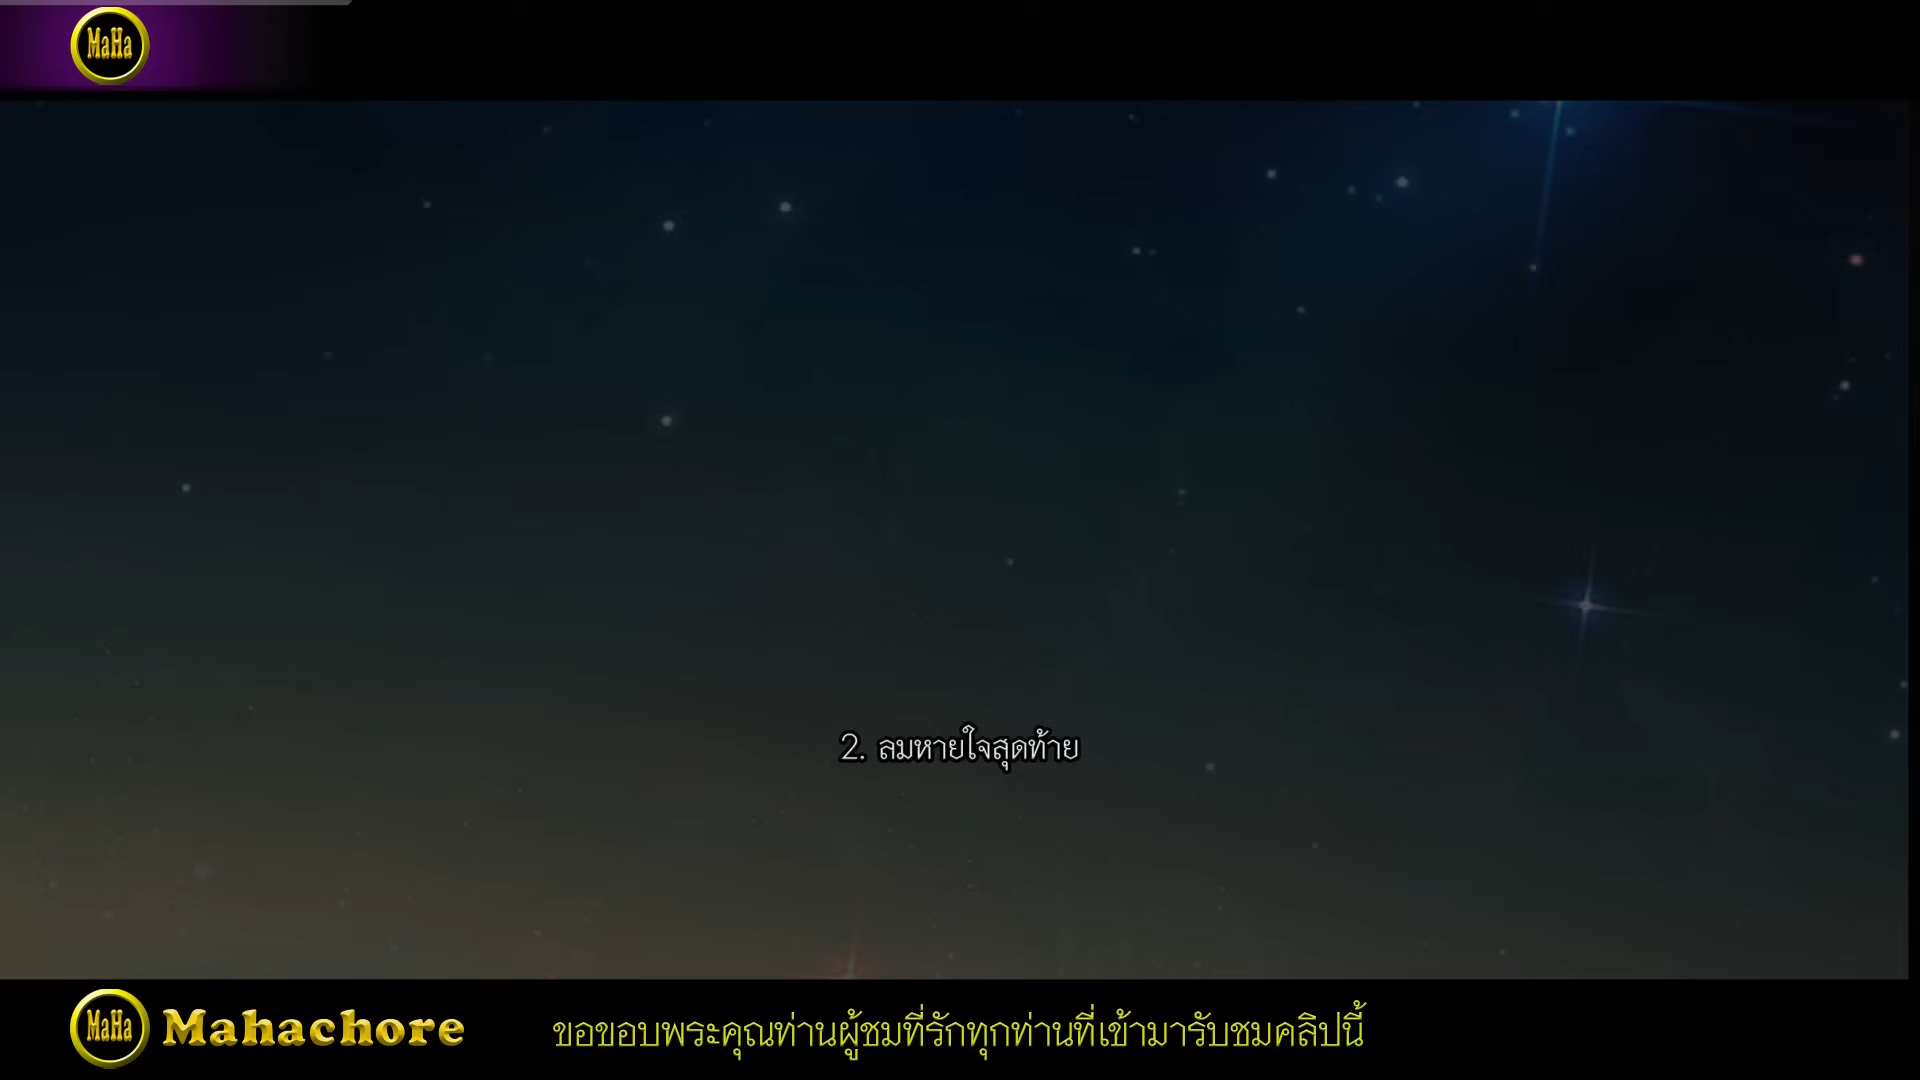 MaHa
2. ลมหายใจสุดท้าย
MaHa Mahachore ขอขอบพระคุณท่านผู้ชมที่รักทุกท่านที่เข้ามารับชมคลิปนี้